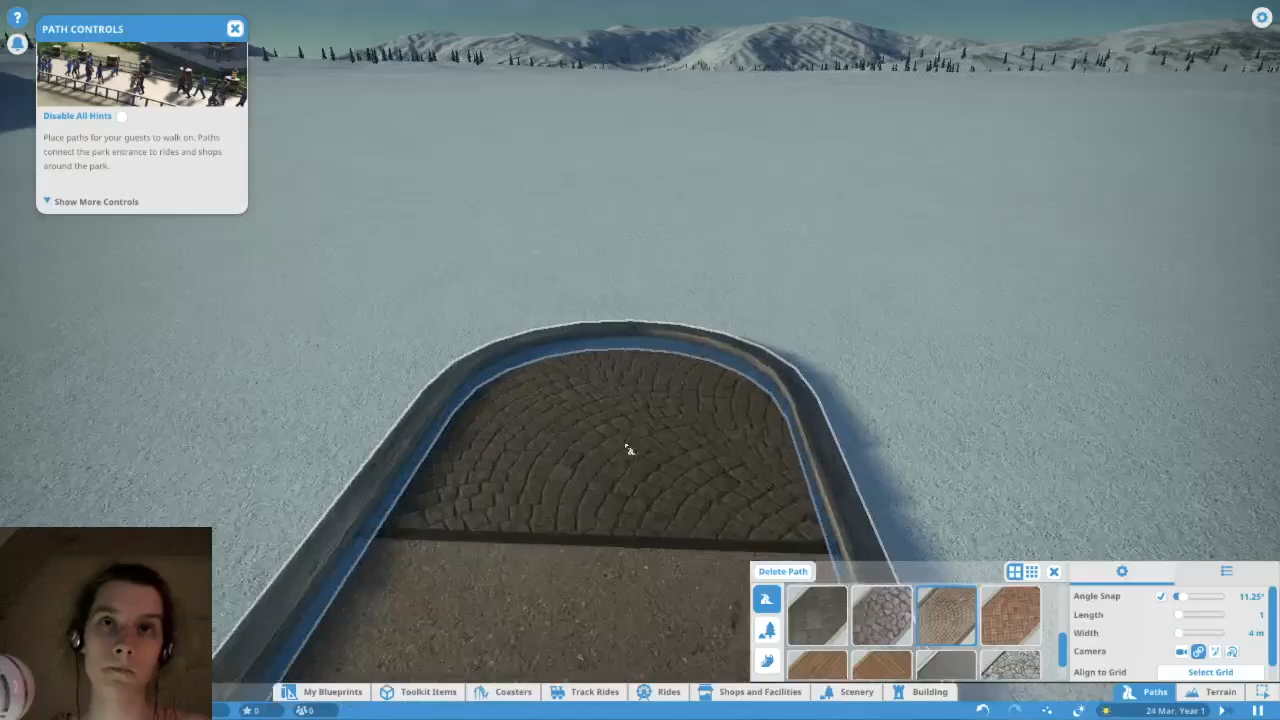 ?
PATH CONTROLS
Disable All Hints
Place paths for your guests to walk on. Paths
connect the park entrance to rides and shops
around the park.
Show More Controls
Delete Path
Angle Snap 11.25°
Length 1
Width 4 m
Camera
Align to Grid Select Grid
My Blueprints Toolkit Items Coasters Track Rides Rides Shops and Facilities Scenery Building Paths Terrain
0 0 24 Mar, Year 1